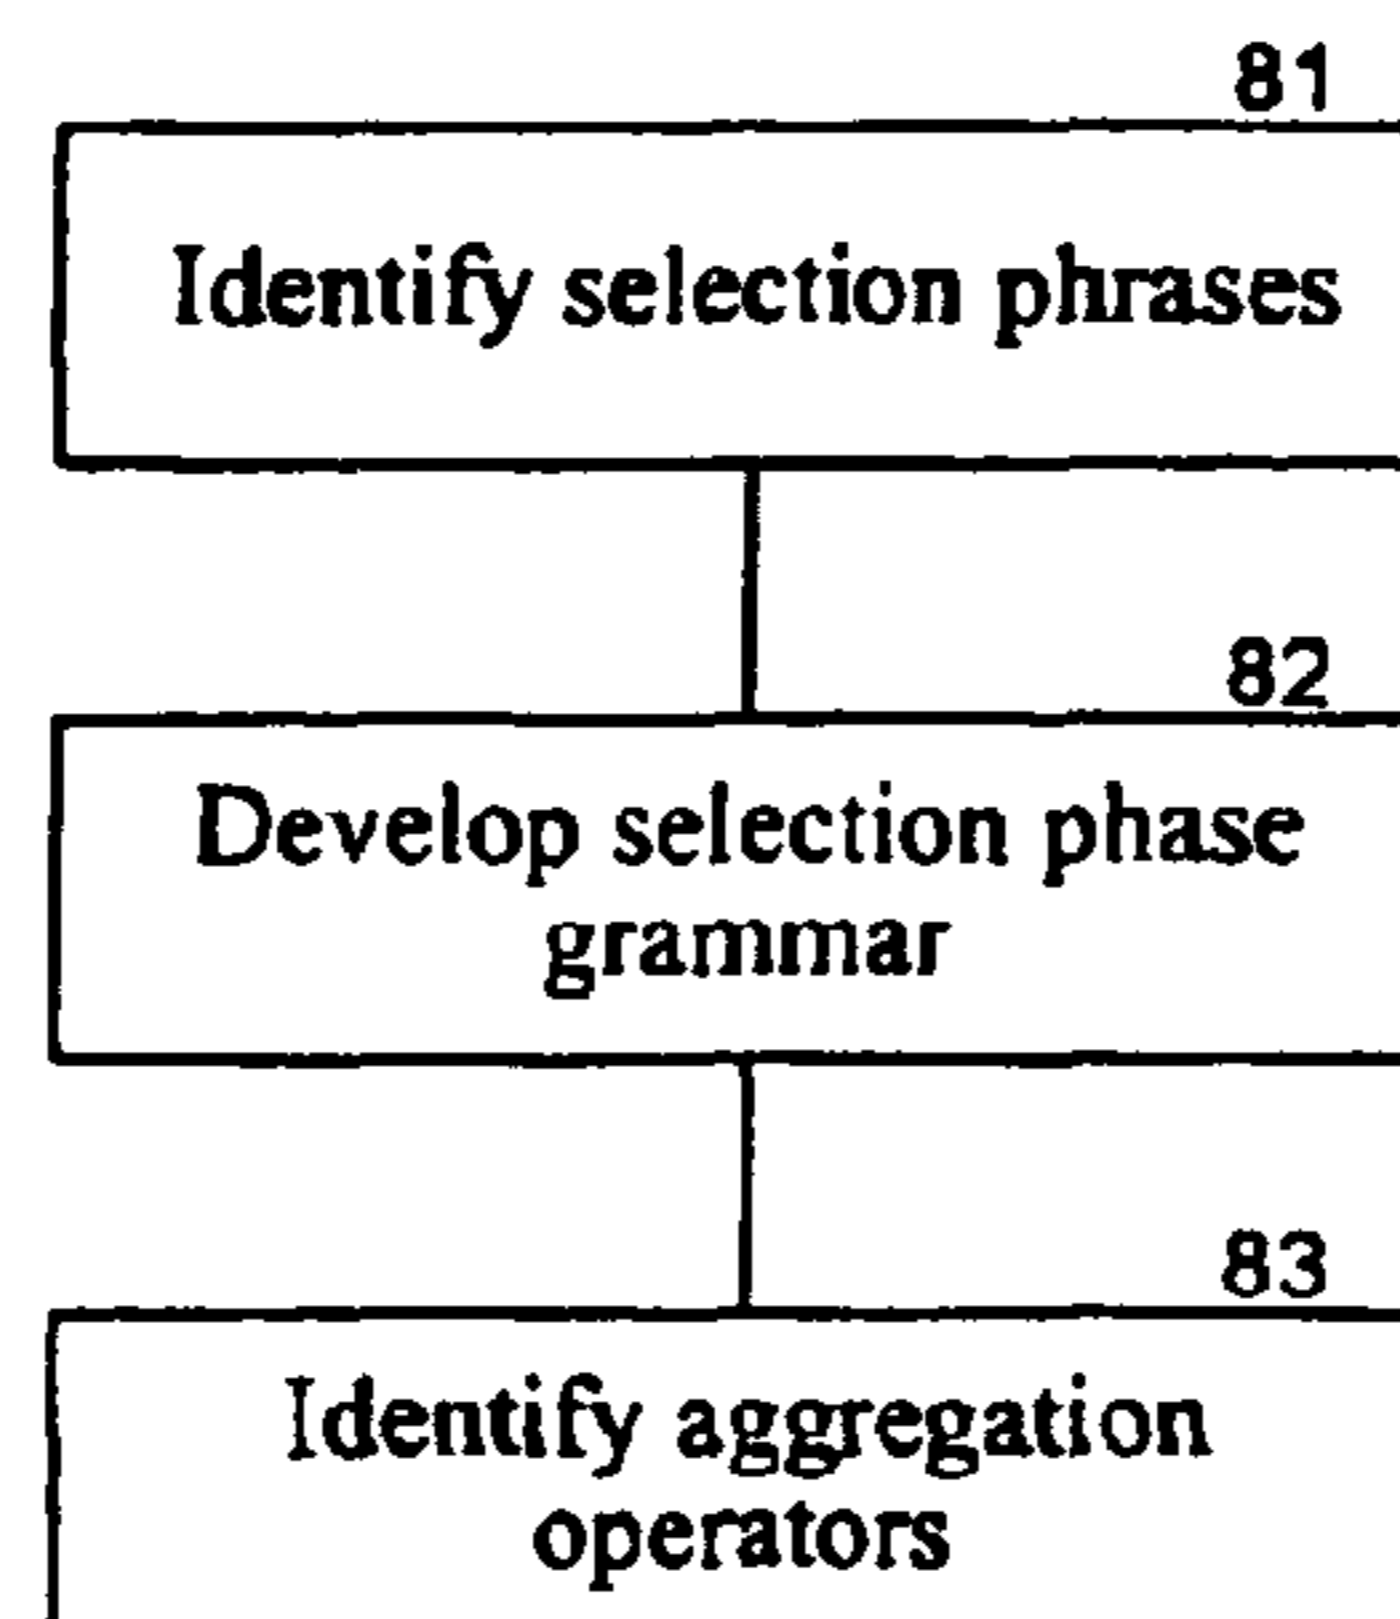 81
Identify selection phrases
82
Develop selection phase
grammar
83
Identify aggregation
operators